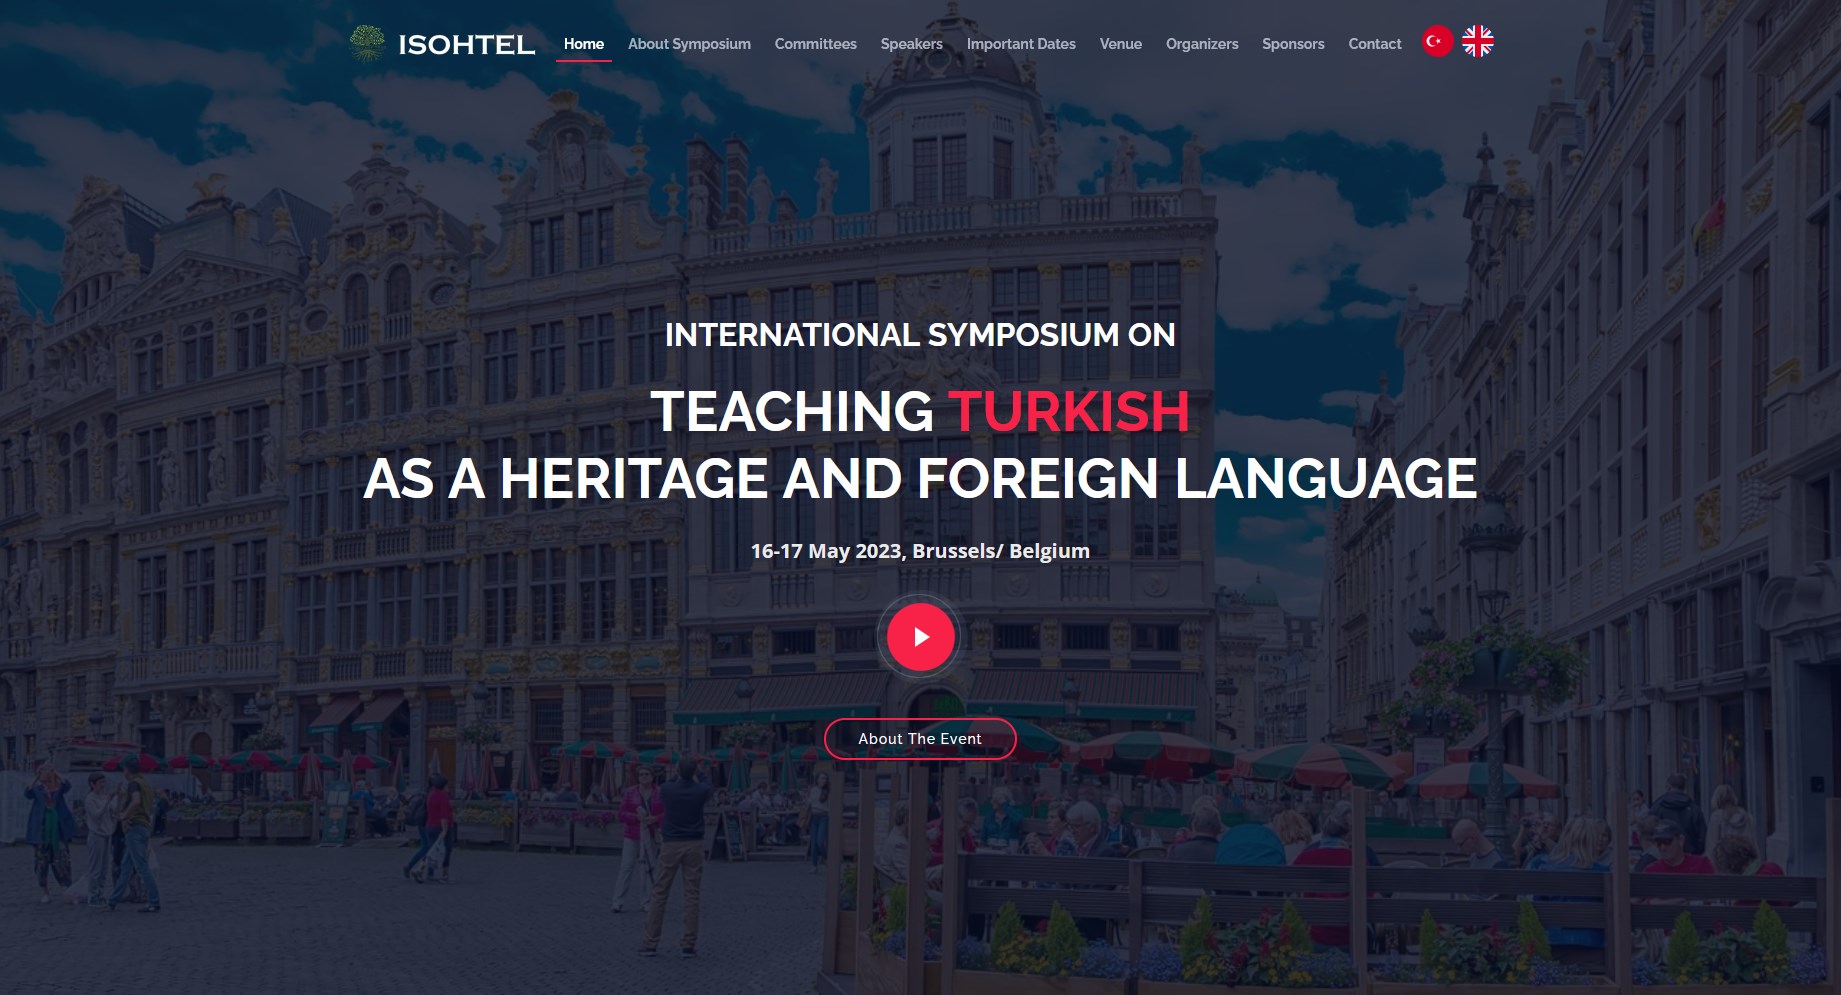 ISOHTEL
Home About Symposium Committees Speakers Important Dates Venue Organizers Sponsors Contact
INTERNATIONAL SYMPOSIUM ON
TEACHING TURKISH
AS A HERITAGE AND FOREIGN LANGUAGE
16-17 May 2023, Brussels/ Belgium
About The Event